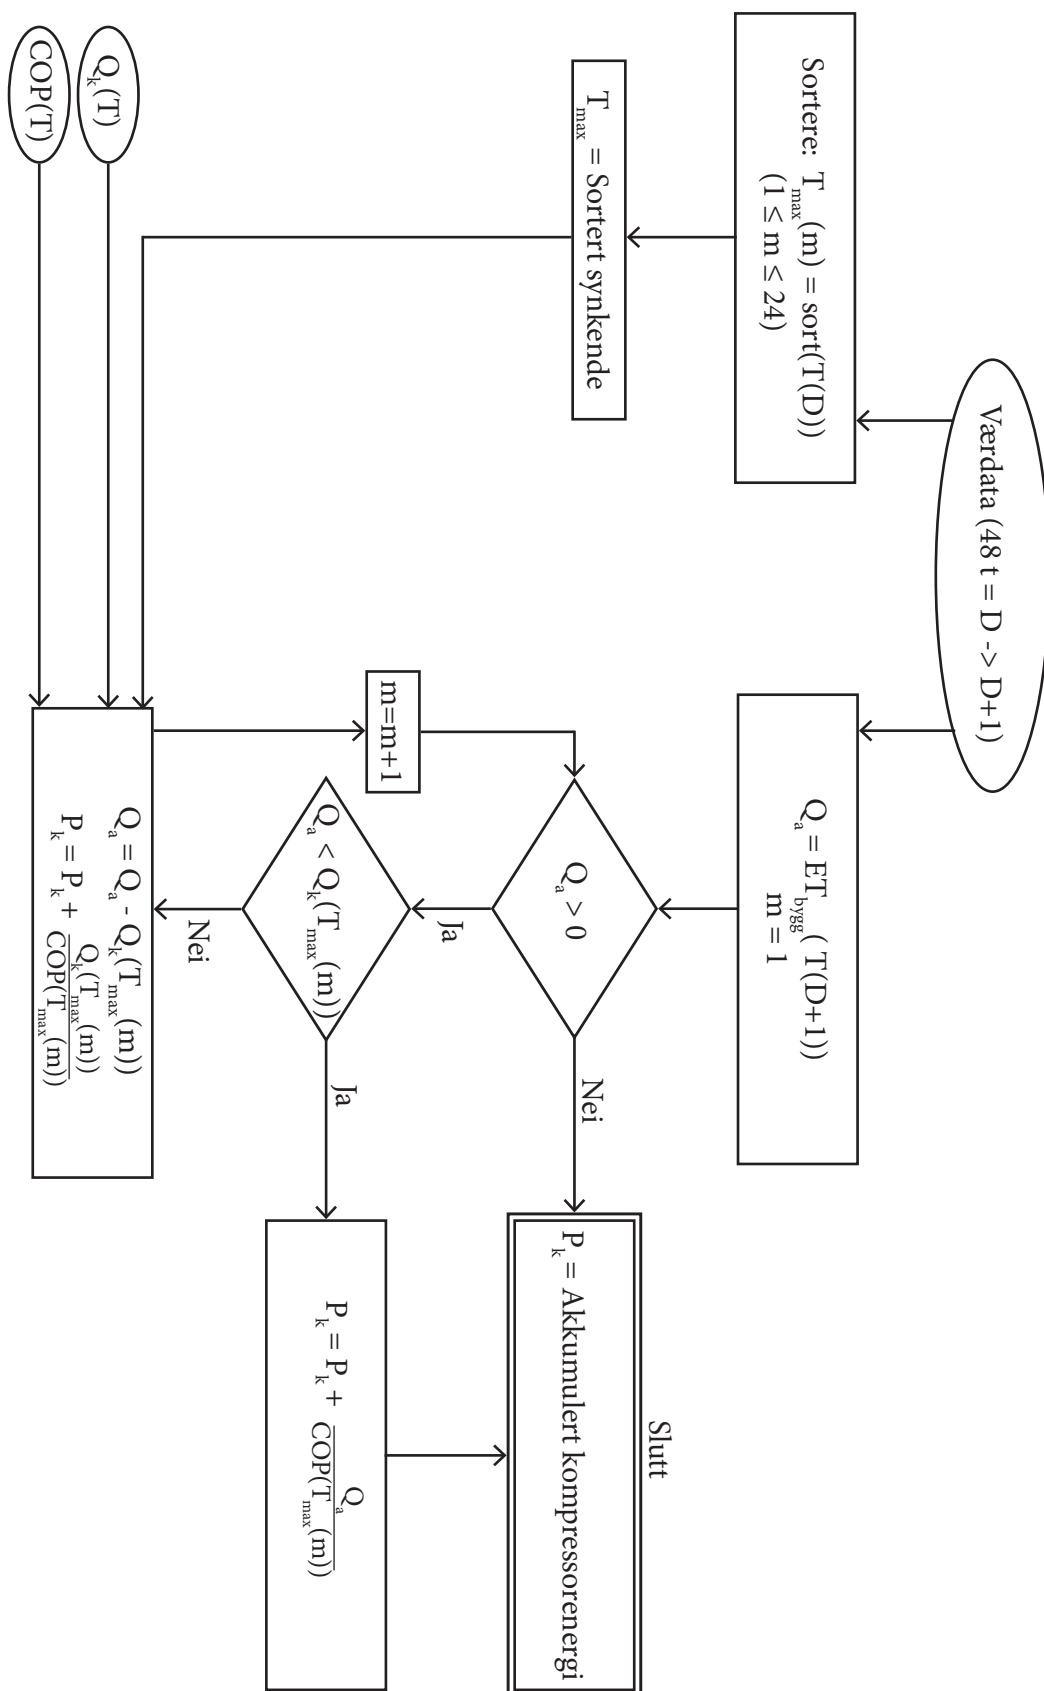 Værdata (48 t = D -> D+1)
Sortere: T_max(m) = sort(T(D))
(1 ≤ m ≤ 24)
Q_a = ET_bygg( T(D+1))
m = 1
Slutt
T_max = Sortert synkende
Q_a > 0
Nei
P_k = Akkumulert kompressorenergi
Ja
m=m+1
Q_a < Q_k(T_max(m))
Ja
P_k = P_k + Q_a
COP(T_max(m))
Nei
Q_k(T)
COP(T)
Q_a = Q_a - Q_k(T_max(m))
P_k = P_k + Q_k(T_max(m))
COP(T_max(m))